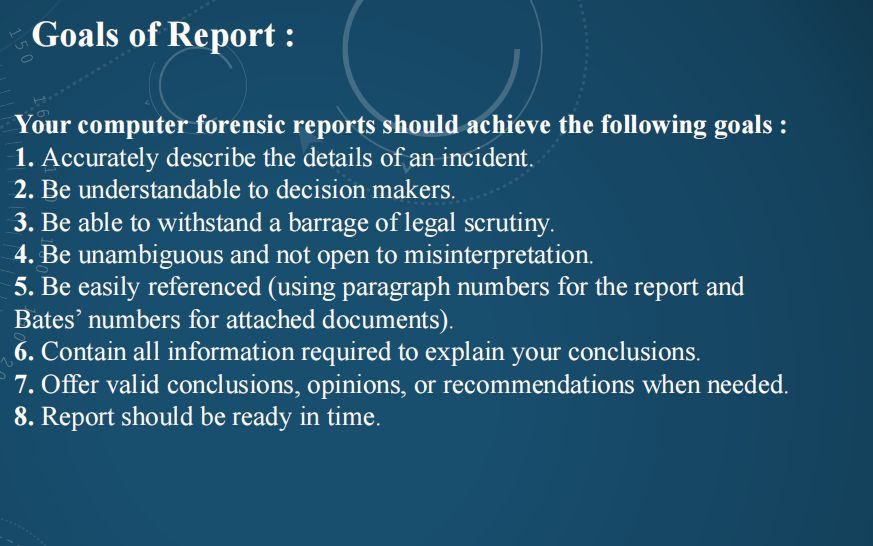 Goals of Report :
Your computer forensic reports should achieve the following goals :
1. Accurately describe the details of an incident.
2. Be understandable to decision makers.
3. Be able to withstand a barrage of legal scrutiny.
4. Be unambiguous and not open to misinterpretation.
5. Be easily referenced (using paragraph numbers for the report and
Bates’ numbers for attached documents).
6. Contain all information required to explain your conclusions.
7. Offer valid conclusions, opinions, or recommendations when needed.
8. Report should be ready in time.